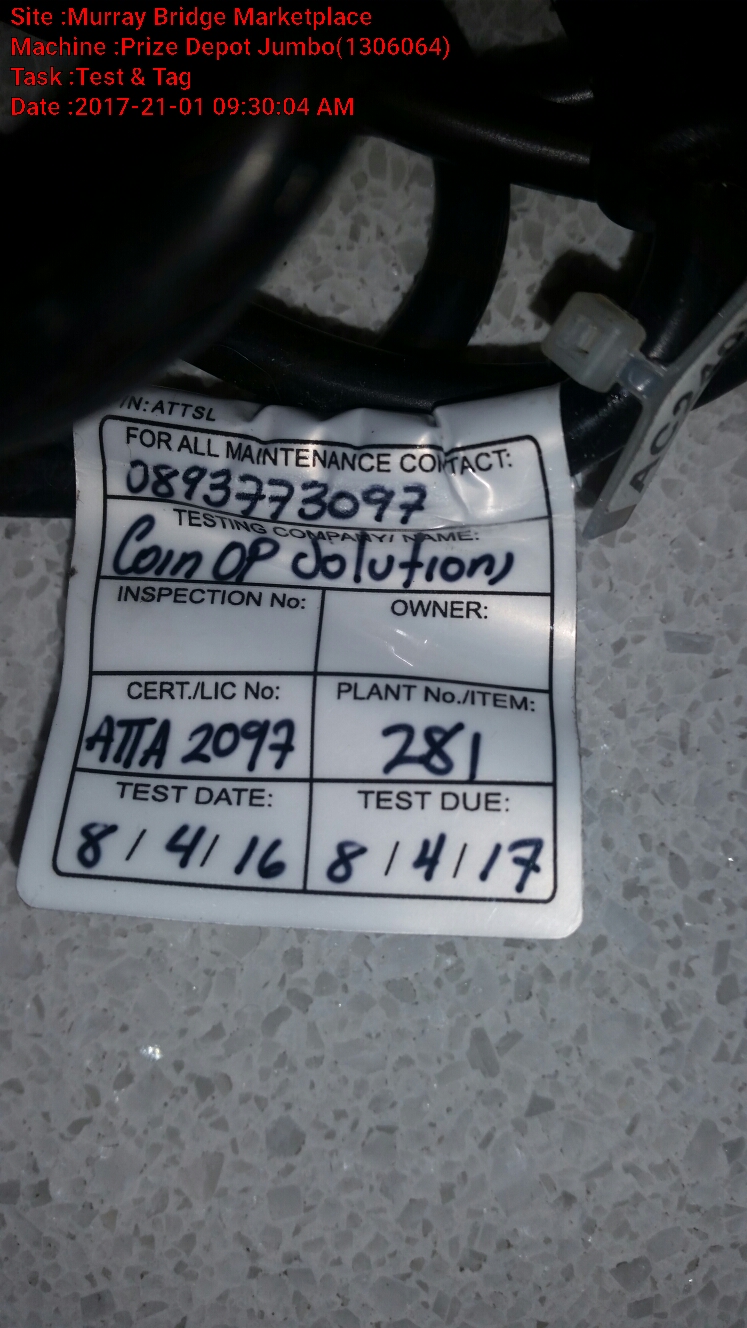 Site :Murray Bridge Marketplace
Machine :Prize Depot Jumbo(1306064)
Task :Test & Tag
Date :2017-21-01 09:30:04 AM
/N: ATTSL
FOR ALL MAINTENANCE CONTACT:
0893773097
TESTING COMPANY/ NAME:
Coin OP Solutions
INSPECTION No: OWNER:
CERT./LIC No: PLANT No./ITEM:
ATTA 2097 281
TEST DATE: TEST DUE:
8/4/16 8/4/17